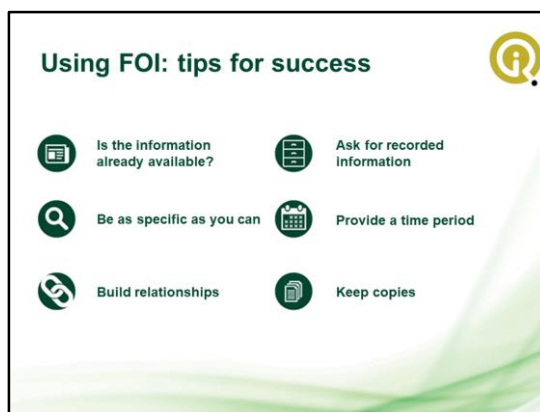 Using FOI: tips for success
Is the information
already available?
Ask for recorded
information
Be as specific as you can
Provide a time period
Build relationships
Keep copies